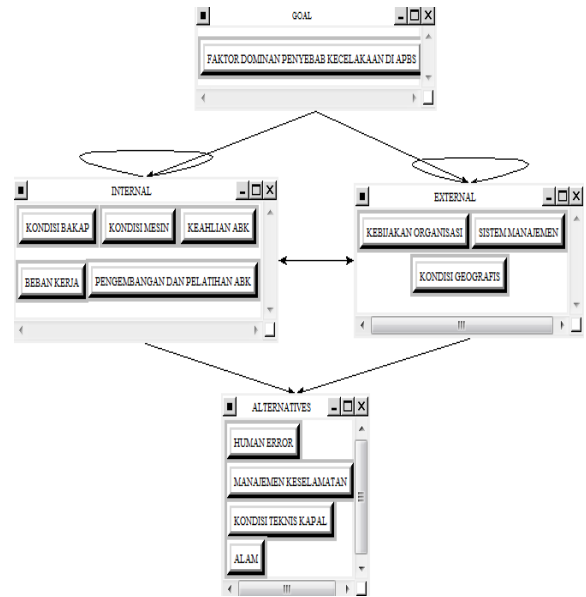 GOAL
FAKTOR DOMINAN PENYEBAB KECELAKAAN DI APBS
INTERNAL
KONDISI BAKAP KONDISI MESIN KEAHLIAN ABK
BEBAN KERJA PENGEMBANGAN DAN PELATIHAN ABK
EXTERNAL
KEBIJAKAN ORGANISASI SISTEM MANAJEMEN
KONDISI GEOGRAFIS
ALTERNATIVES
HUMAN ERROR
MANAJEMEN KESELAMATAN
KONDISI TEKNIS KAPAL
ALAM